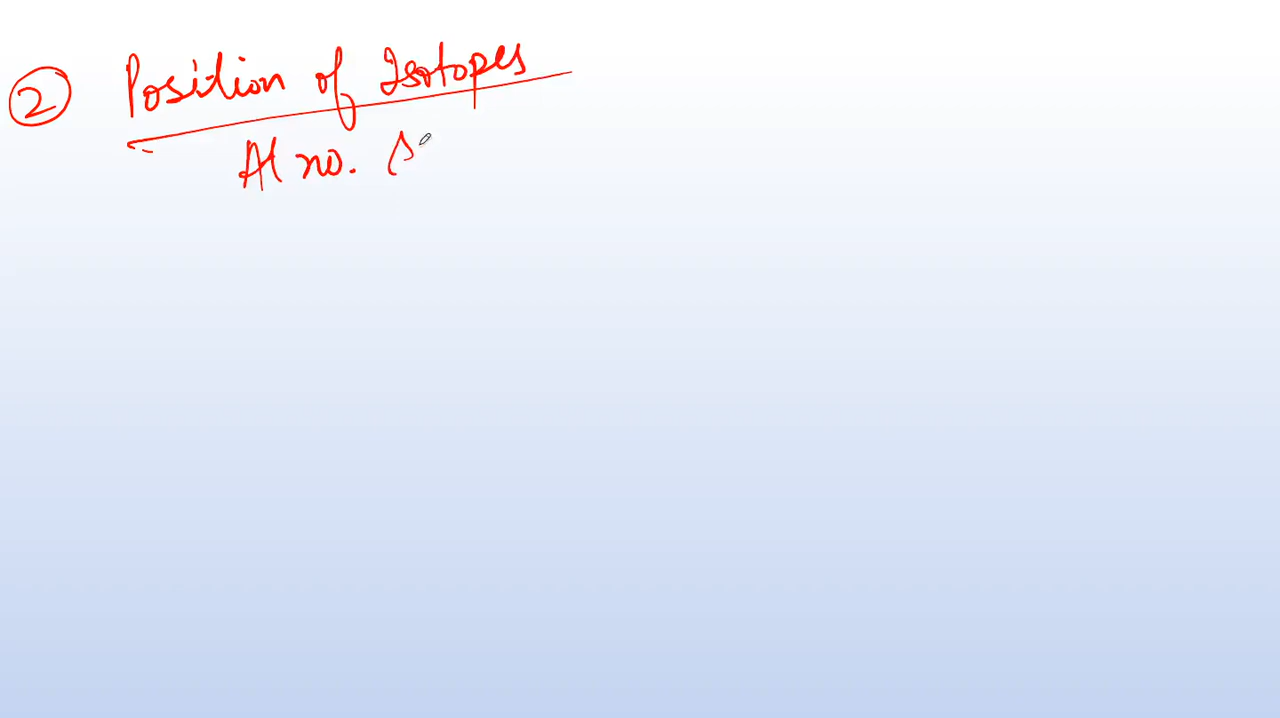 ② Position of Isotopes
At no. (s